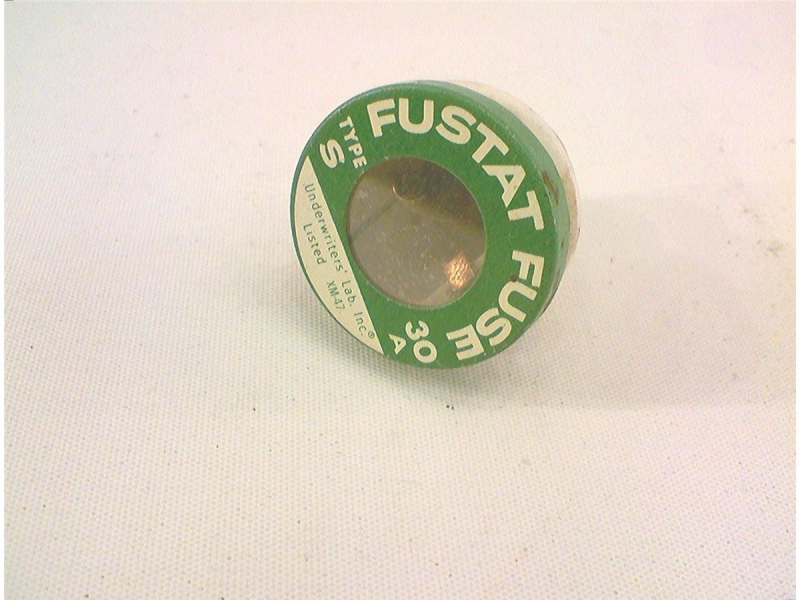 FUSTAT FUSE
TYPE
S
30
A
Underwriters' Lab. Inc.®
Listed XM-47